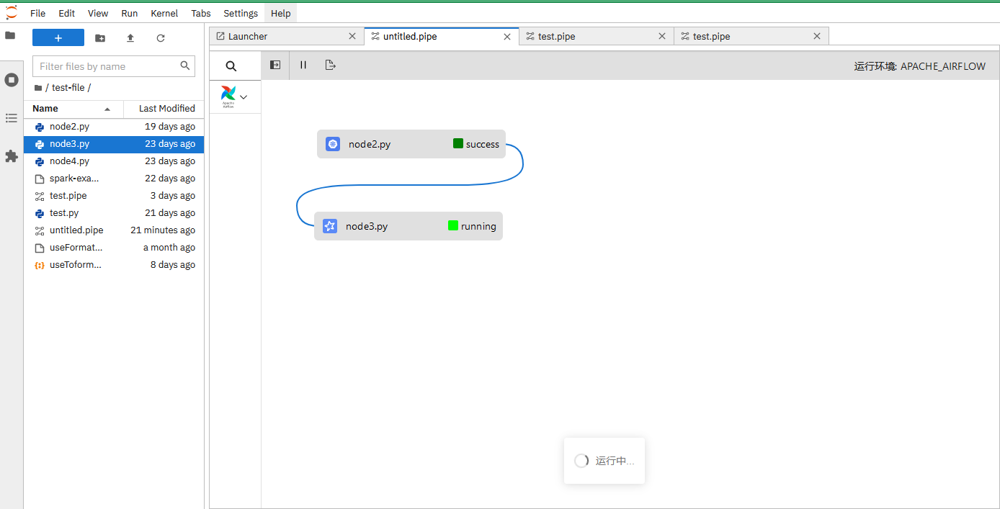 File Edit View Run Kernel Tabs Settings Help
Launcher
untitled.pipe
test.pipe
test.pipe
Filter files by name
/ test-file /
Name Last Modified
node2.py 19 days ago
node3.py 23 days ago
node4.py 23 days ago
spark-exa... 22 days ago
test.pipe 3 days ago
test.py 21 days ago
untitled.pipe 21 minutes ago
useFormat... a month ago
useToform... 8 days ago
运行环境: APACHE_AIRFLOW
Apache
Airflow
node2.py success
node3.py running
运行中...